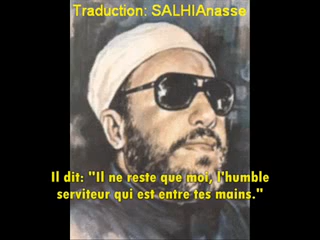 Traduction: SALHIAnasse
Il dit: "Il ne reste que moi, l'humble
serviteur qui est entre tes mains."